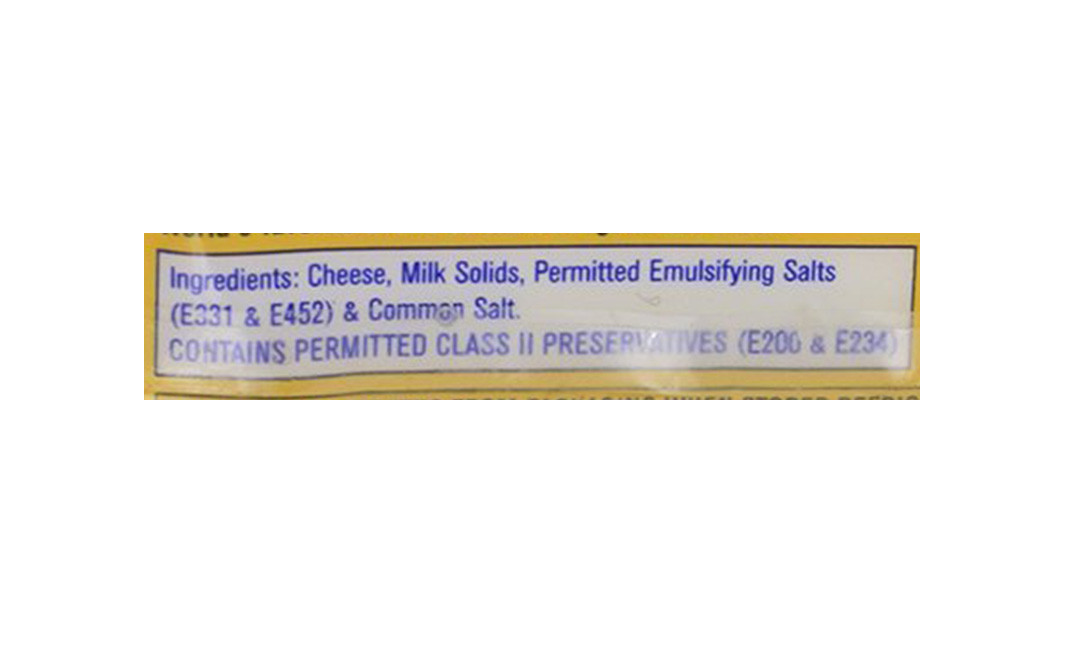 Ingredients: Cheese, Milk Solids, Permitted Emulsifying Salts
(E331 & E452) & Common Salt.
CONTAINS PERMITTED CLASS II PRESERVATIVES (E200 & E234)